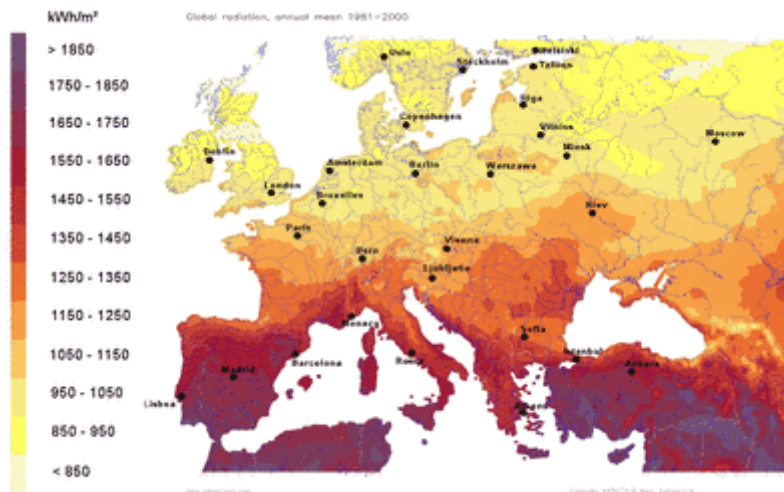 kWh/m²
Global radiation, annual mean 1981-2000
> 1850
1750 - 1850
1650 - 1750
1550 - 1650
1450 - 1550
1350 - 1450
1250 - 1350
1150 - 1250
1050 - 1150
950 - 1050
850 - 950
< 850
Oslo
Stockholm
Helsinki
Tallinn
Riga
Copenhagen
Vilnius
Moscow
Dublin
Minsk
Amsterdam
Berlin
Warszawa
London
Bruxelles
Kiev
Paris
Vienna
Bern
Ljubljana
Monaco
Sofia
Istanbul
Barcelona
Roma
Madrid
Ankara
Lisboa
Athens